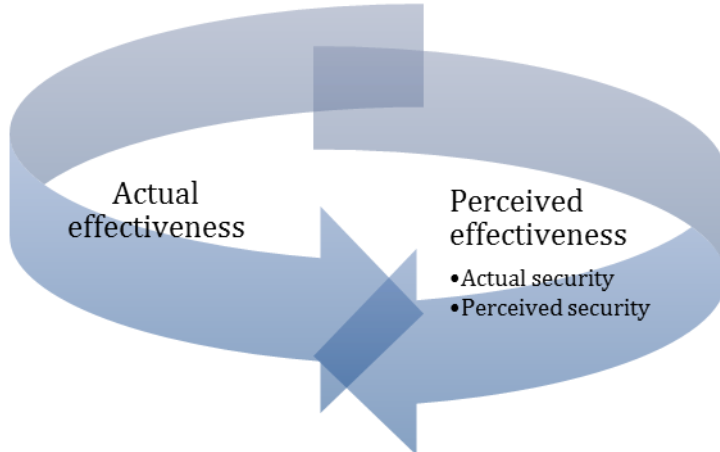 Actual
effectiveness
Perceived
effectiveness
•Actual security
•Perceived security